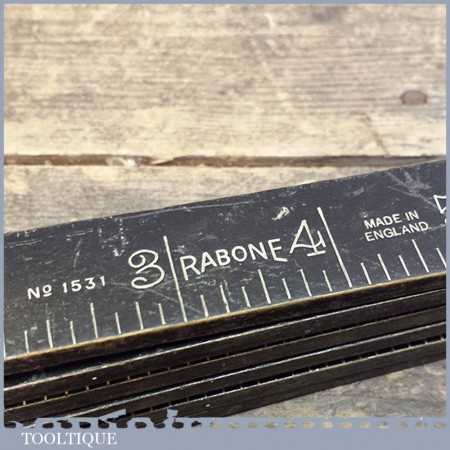 No 1531 3 RABONE 4 MADE IN
ENGLAND
TOOLTIQUE